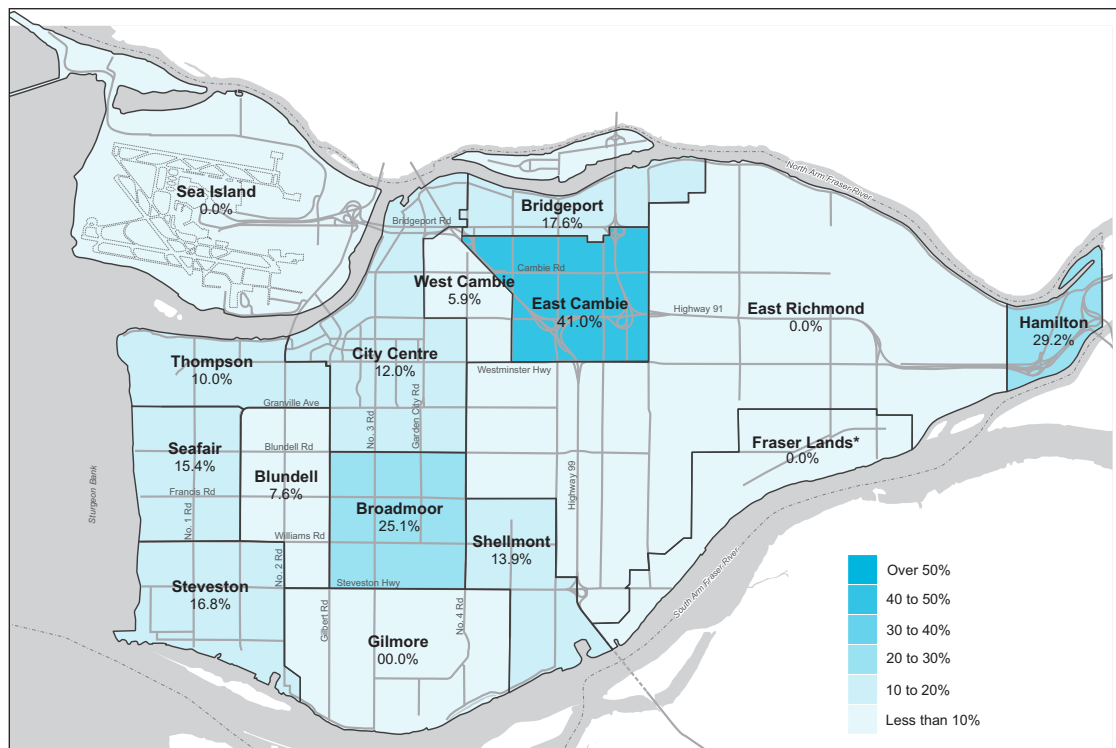 North Arm Fraser River
Sea Island
0.0%
Bridgeport
17.6%
Bridgeport Rd
Cambie Rd
West Cambie
5.9%
East Cambie
41.0%
Highway 91
East Richmond
0.0%
Hamilton
29.2%
Thompson
10.0%
City Centre
12.0%
Westminster Hwy
Granville Ave
No. 3 Rd
Garden City Rd
Seafair
15.4%
Blundell Rd
Blundell
7.6%
Fraser Lands*
0.0%
Sturgeon Bank
Francis Rd
No. 1 Rd
Highway 99
Broadmoor
25.1%
Williams Rd
Shellmont
13.9%
No. 2 Rd
Steveston
16.8%
Steveston Hwy
South Arm Fraser River
Gilbert Rd
No. 4 Rd
Gilmore
00.0%
Over 50%
40 to 50%
30 to 40%
20 to 30%
10 to 20%
Less than 10%